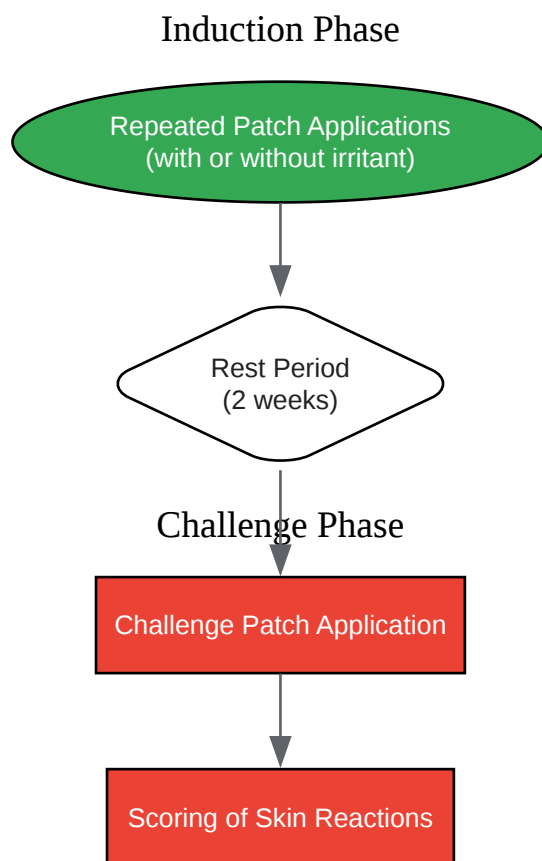 Induction Phase
Repeated Patch Applications
(with or without irritant)
Rest Period
(2 weeks)
Challenge Phase
Challenge Patch Application
Scoring of Skin Reactions